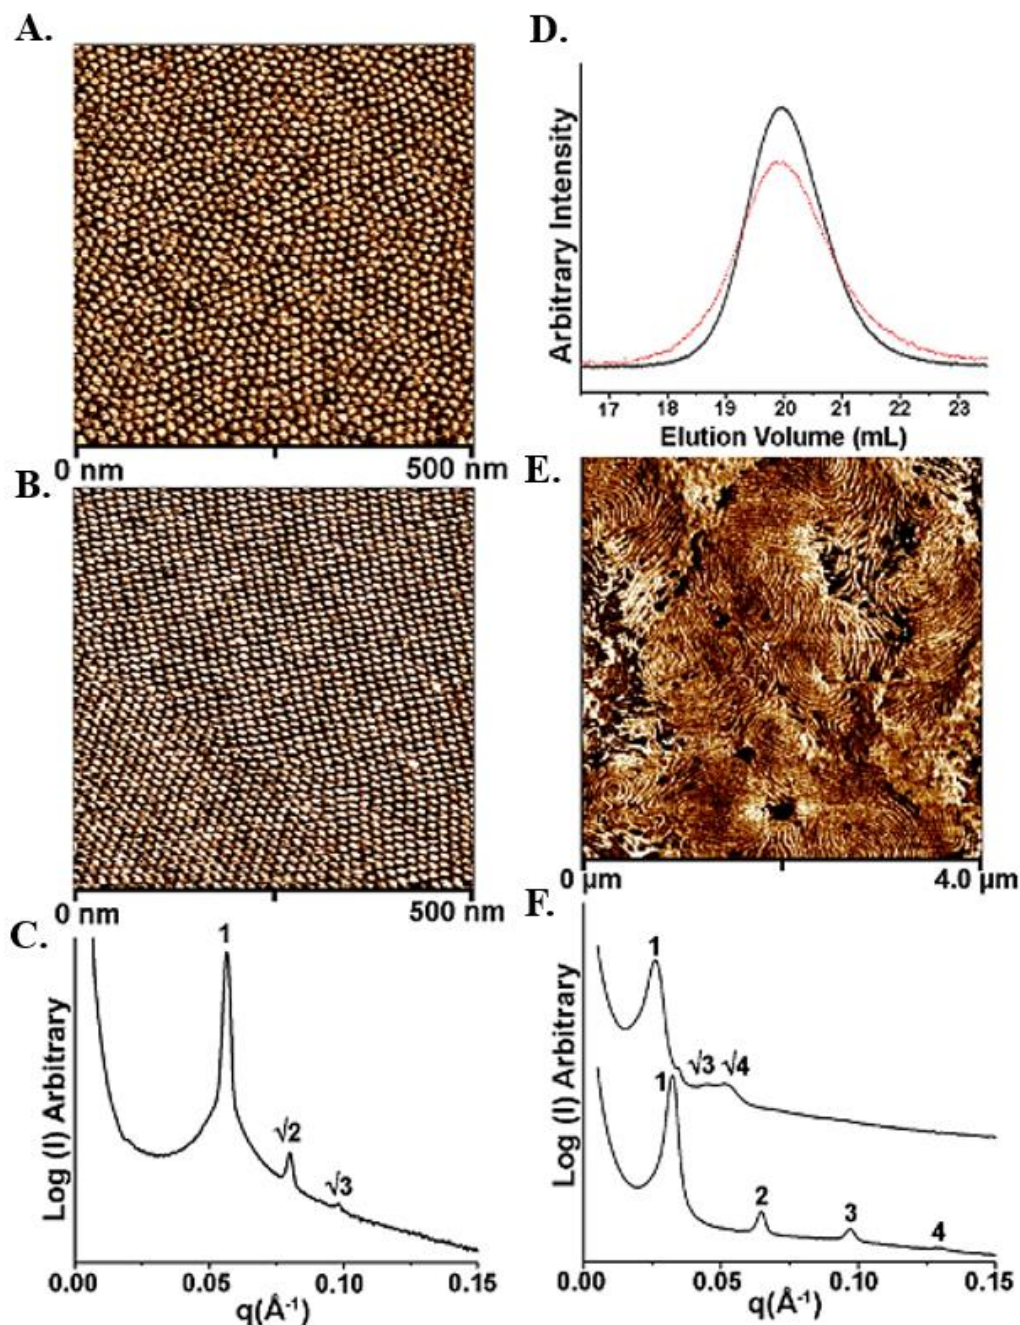 A.
0 nm 500 nm
B.
0 nm 500 nm
C.
Log (I) Arbitrary
1
√2
√3
0.00 0.05 0.10 0.15
q(Å⁻¹)
D.
Arbitrary Intensity
17 18 19 20 21 22 23
Elution Volume (mL)
E.
0 µm 4.0 µm
F.
Log (I) Arbitrary
1
√3 √4
1
2
3
4
0.00 0.05 0.10 0.15
q(Å⁻¹)